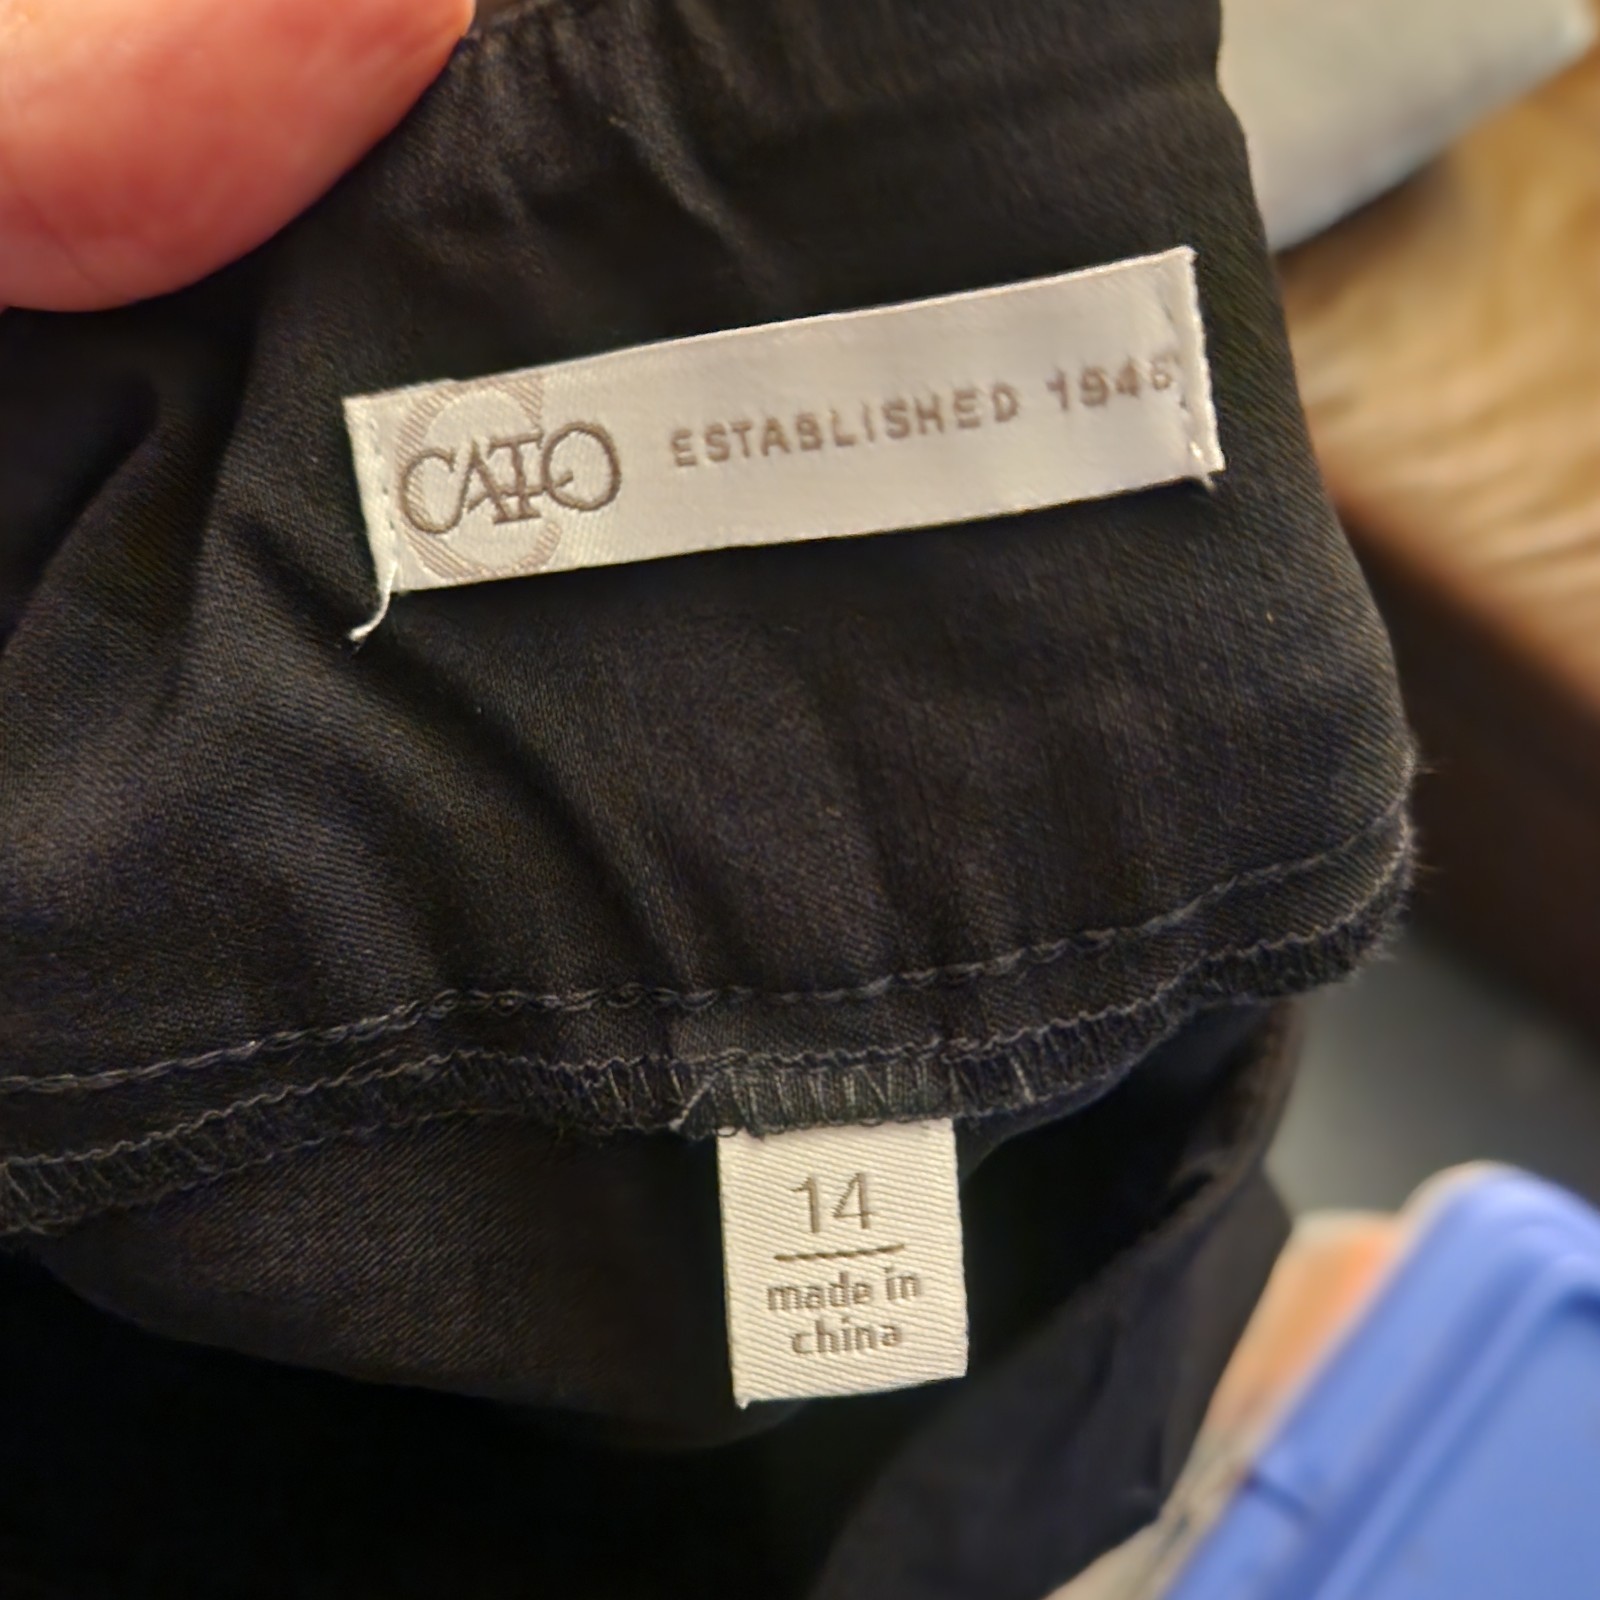 CATO ESTABLISHED 1946
14
made in
china